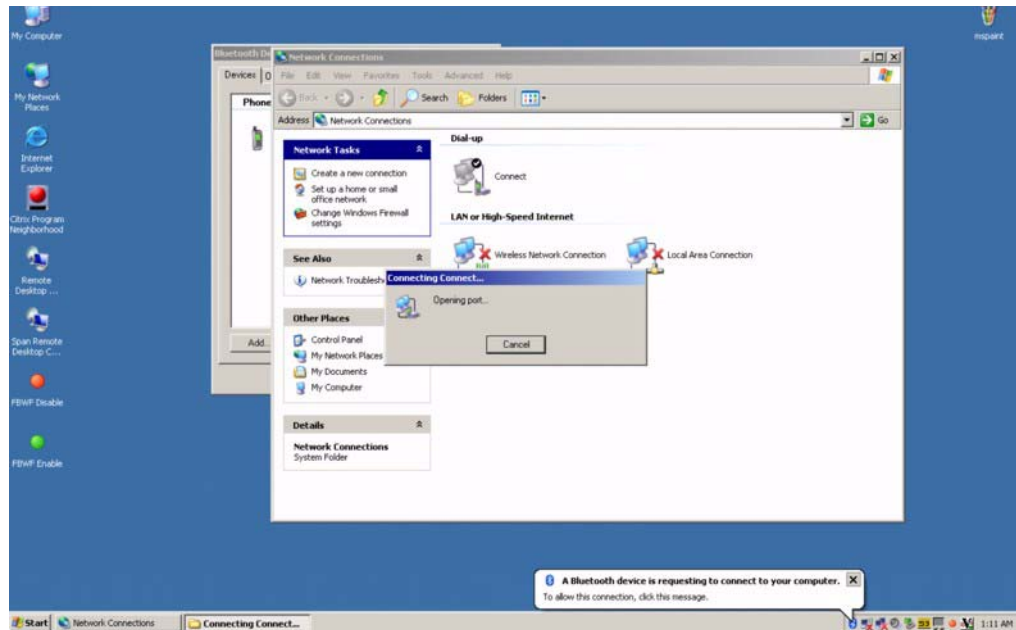 My Computer
My Network
Places
Internet
Explorer
Citrix Program
Neighborhood
Remote
Desktop ...
Span Remote
Desktop C...
FBWF Disable
FBWF Enable
mspaint
Bluetooth De
Devices O
Phone
Add...
Network Connections
File Edit View Favorites Tools Advanced Help
Back Search Folders
Address Network Connections Go
Network Tasks
Create a new connection
Set up a home or small
office network
Change Windows Firewall
settings
See Also
Network Troublesh
Other Places
Control Panel
My Network Places
My Documents
My Computer
Details
Network Connections
System Folder
Dial-up
Connect
LAN or High-Speed Internet
Wireless Network Connection
Local Area Connection
Connecting Connect...
Opening port...
Cancel
A Bluetooth device is requesting to connect to your computer.
To allow this connection, click this message.
Start Network Connections Connecting Connect... 1:11 AM